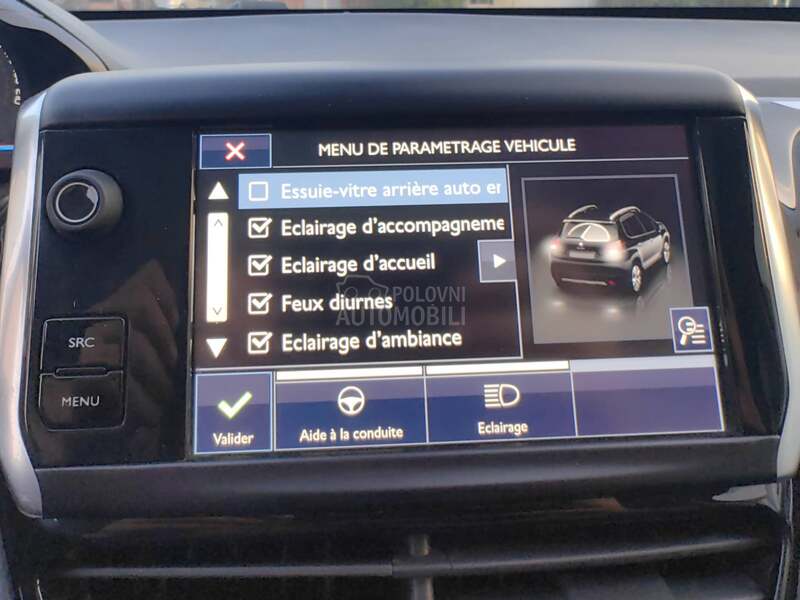 MENU DE PARAMETRAGE VEHICULE
Essuie-vitre arrière auto er
Eclairage d'accompagneme
Eclairage d'accueil
Feux diurnes
Eclairage d'ambiance
POLOVNI
AUTOMOBILI
SRC
MENU
Valider
Aide à la conduite
Eclairage